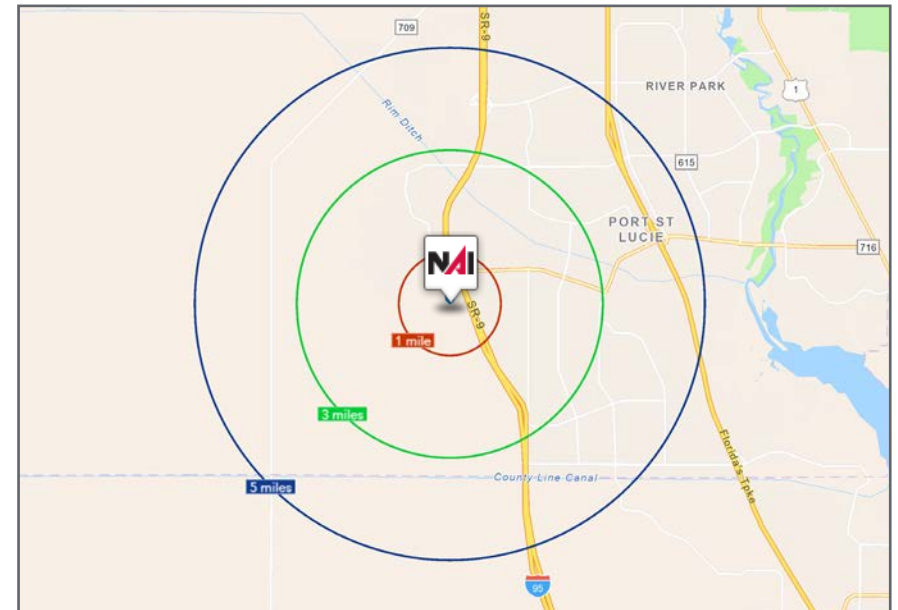 709
SR-9
RIVER PARK
1
Rim Ditch
615
PORT ST
LUCIE
716
NAI
SR-9
1 mile
3 miles
Florida's Tpke
County Line Canal
5 miles
95